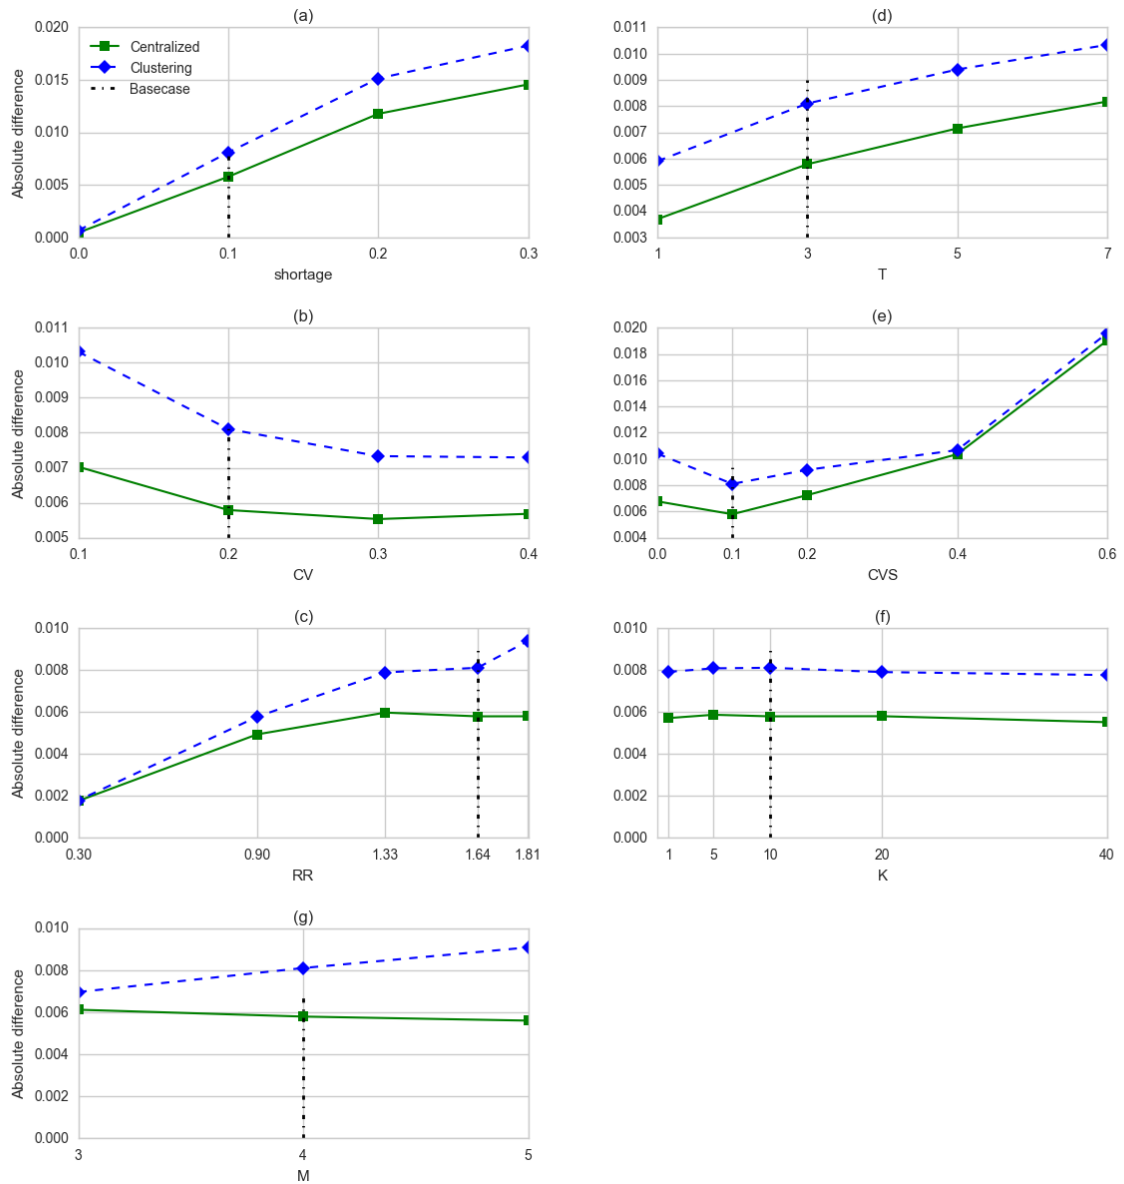 (a)
0.020
0.015
0.010
0.005
0.000
Absolute difference
Centralized
Clustering
Basecase
0.0 0.1 0.2 0.3
shortage
(d)
0.011
0.010
0.009
0.008
0.007
0.006
0.005
0.004
0.003
1 3 5 7
T
(b)
0.011
0.010
0.009
0.008
0.007
0.006
0.005
Absolute difference
0.1 0.2 0.3 0.4
CV
(e)
0.020
0.018
0.016
0.014
0.012
0.010
0.008
0.006
0.004
0.0 0.1 0.2 0.4 0.6
CVS
(c)
0.010
0.008
0.006
0.004
0.002
0.000
Absolute difference
0.30 0.90 1.33 1.64 1.81
RR
(f)
0.010
0.008
0.006
0.004
0.002
0.000
1 5 10 20 40
K
(g)
0.010
0.008
0.006
0.004
0.002
0.000
Absolute difference
3 4 5
M